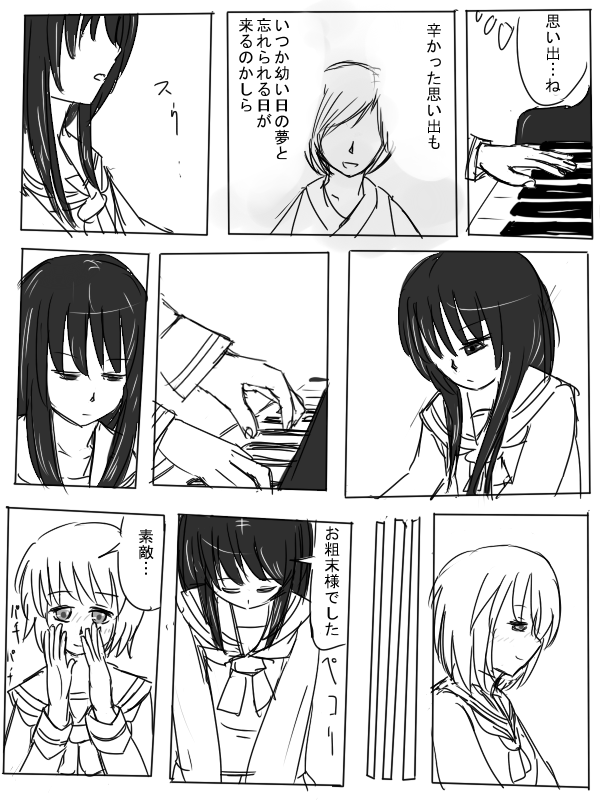 思い出…ね
辛かった思い出も
いつか幼い日の夢と
忘れられる日が
来るのかしら
スッ
お粗末様でした
ペコリ
素敵…
パチ
パチ